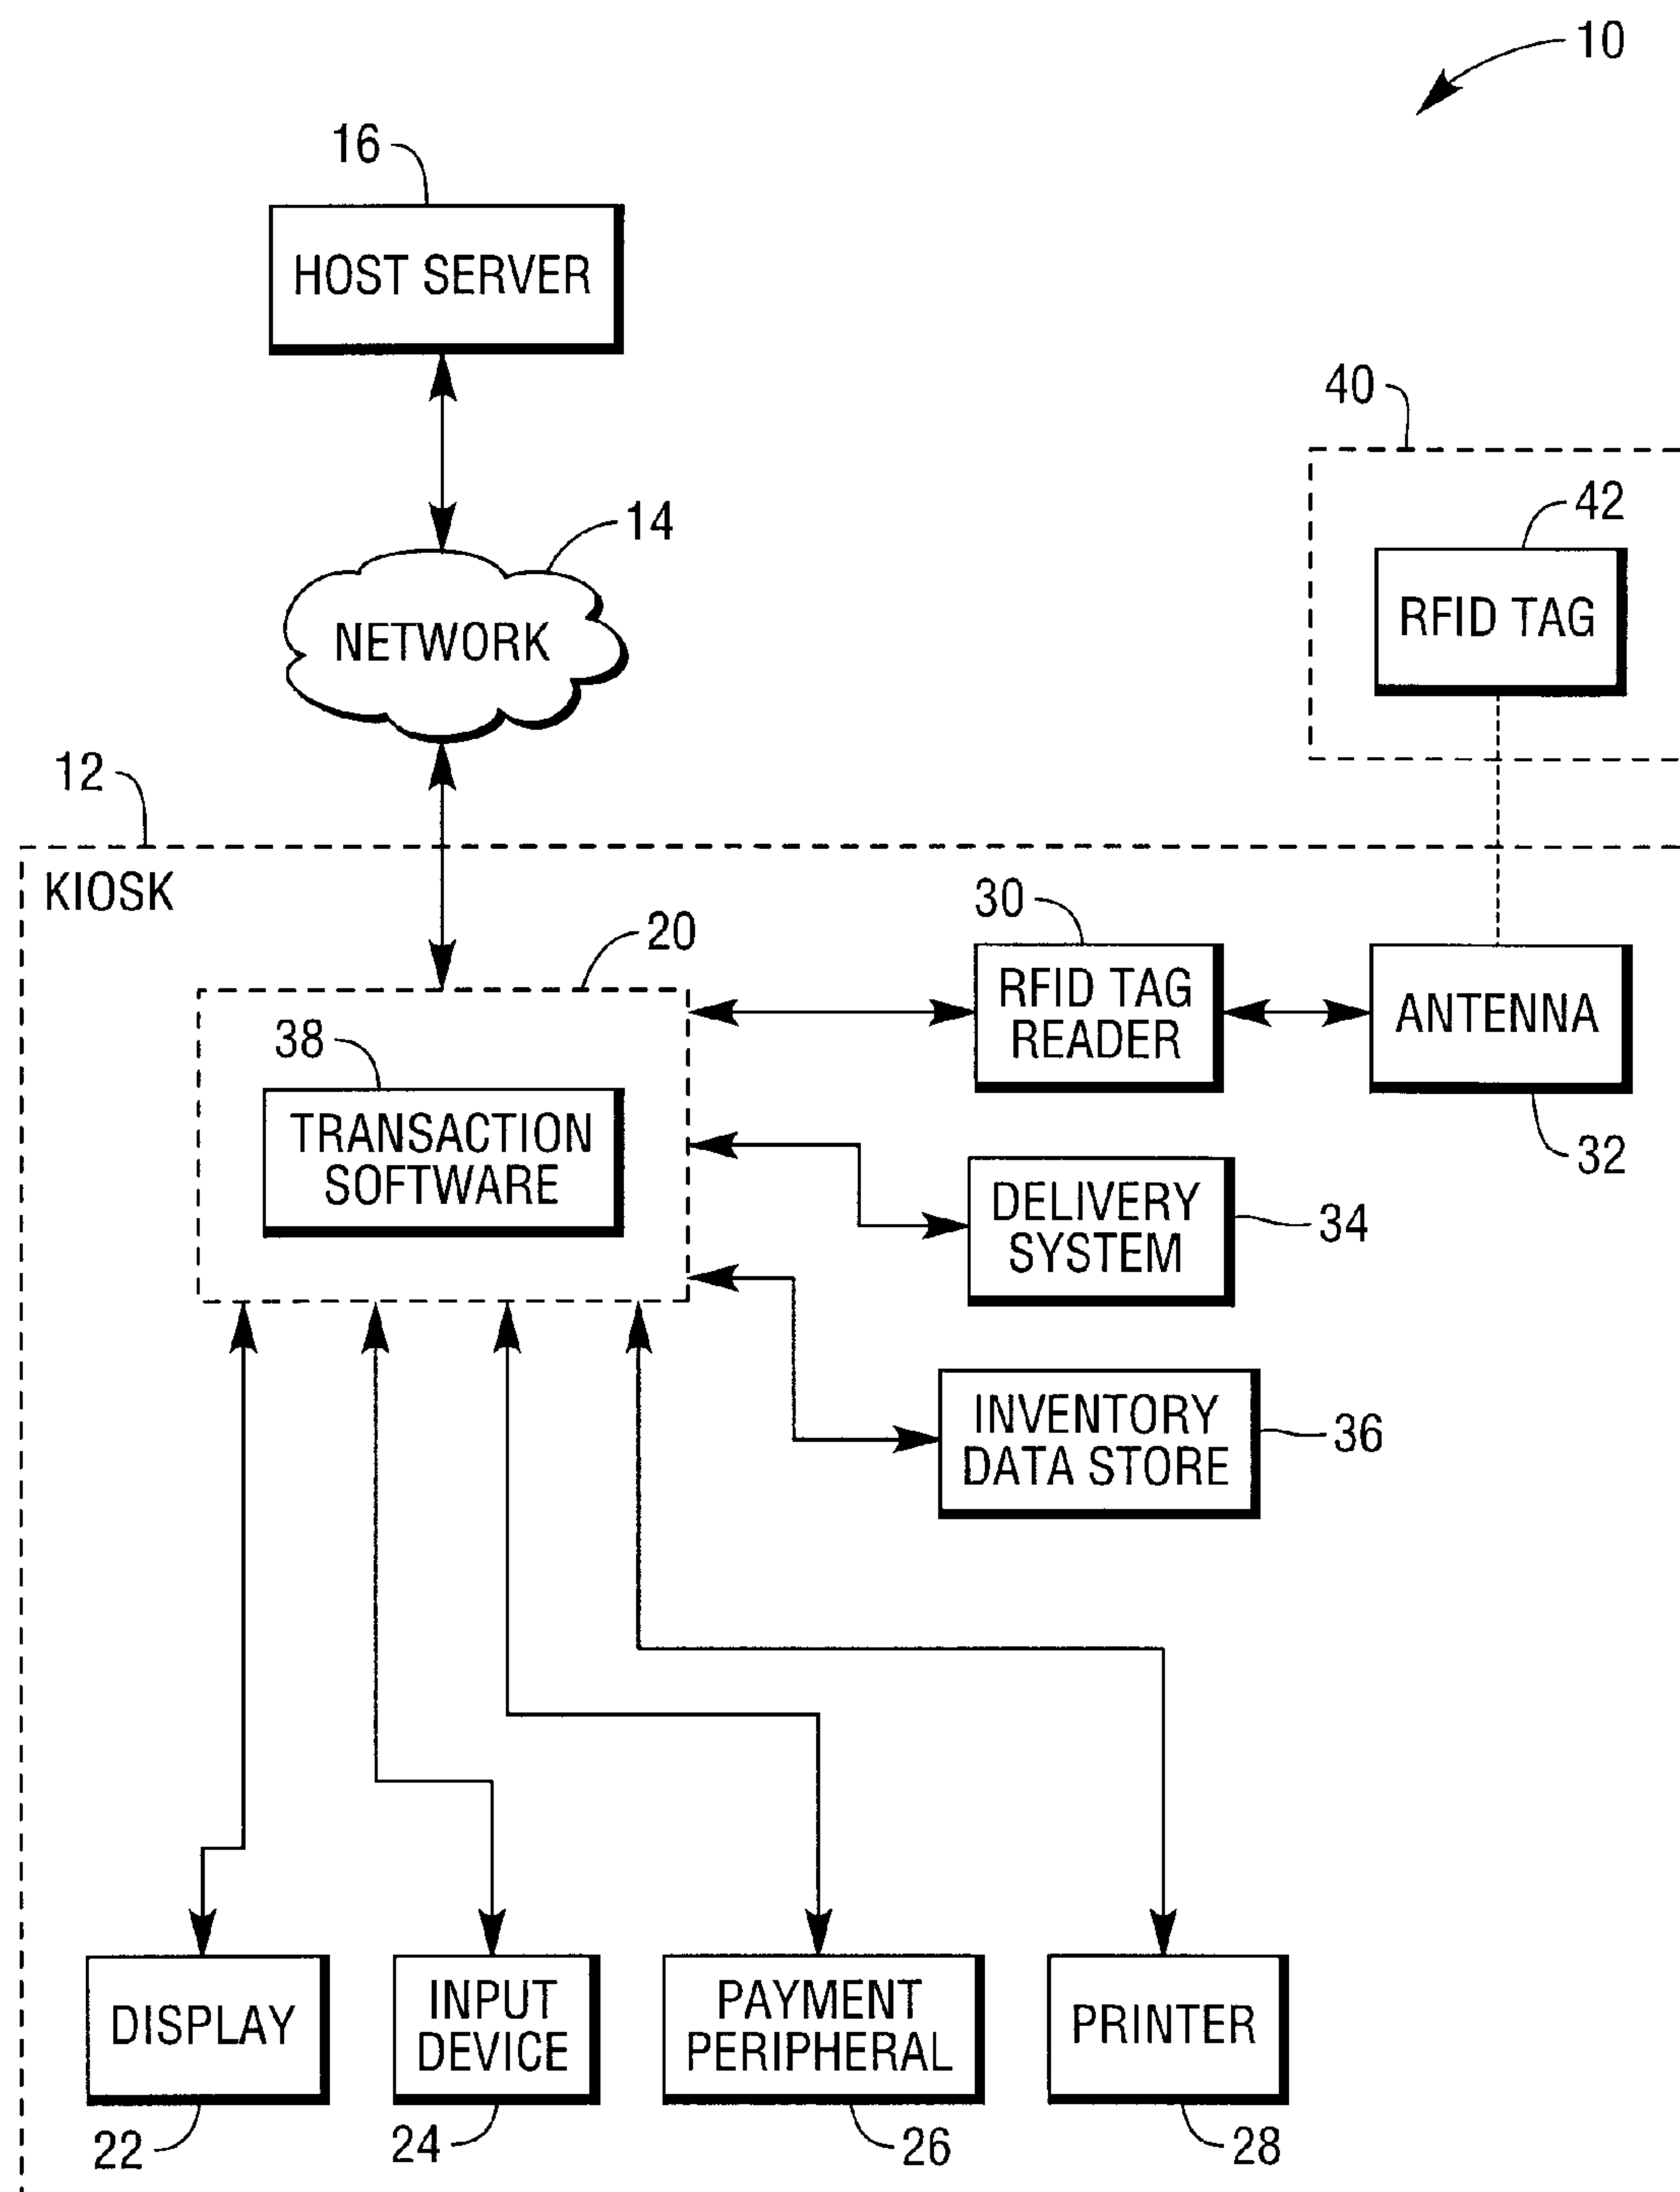 10
16
HOST SERVER
40
42
RFID TAG
14
NETWORK
12
KIOSK
20
30
RFID TAG
READER
ANTENNA
32
38
TRANSACTION
SOFTWARE
DELIVERY
SYSTEM
34
INVENTORY
DATA STORE
36
DISPLAY
22
INPUT
DEVICE
24
PAYMENT
PERIPHERAL
26
PRINTER
28